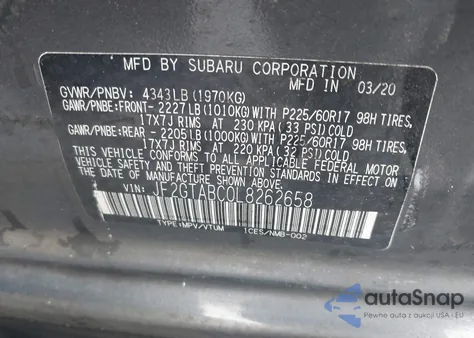 MFD BY SUBARU CORPORATION
MFD IN 03/20
GVWR/PNBV: 4343LB(1970KG)
GAWR/PNBE:FRONT- 2227LB(1010KG)WITH P225/60R17 98H TIRES,
17X7J RIMS AT 230 KPA(33 PSI)COLD
GAWR/PNBE:REAR - 2205LB(1000KG)WITH P225/60R17 98H TIRES,
17X7J RIMS AT 220 KPA(32 PSI)COLD
THIS VEHICLE CONFORMS TO ALL APPLICABLE FEDERAL MOTOR
VEHICLE SAFETY AND THEFT PREVENTION STANDARDS IN EFFECT
ON THE DATE OF MANUFACTURE SHOWN ABOVE.
VIN: JF2GTABC0L8262658
TYPE:MPV/VTUM ICES/NMB-002
autoSnap
Pewne auta z aukcji USA i EU